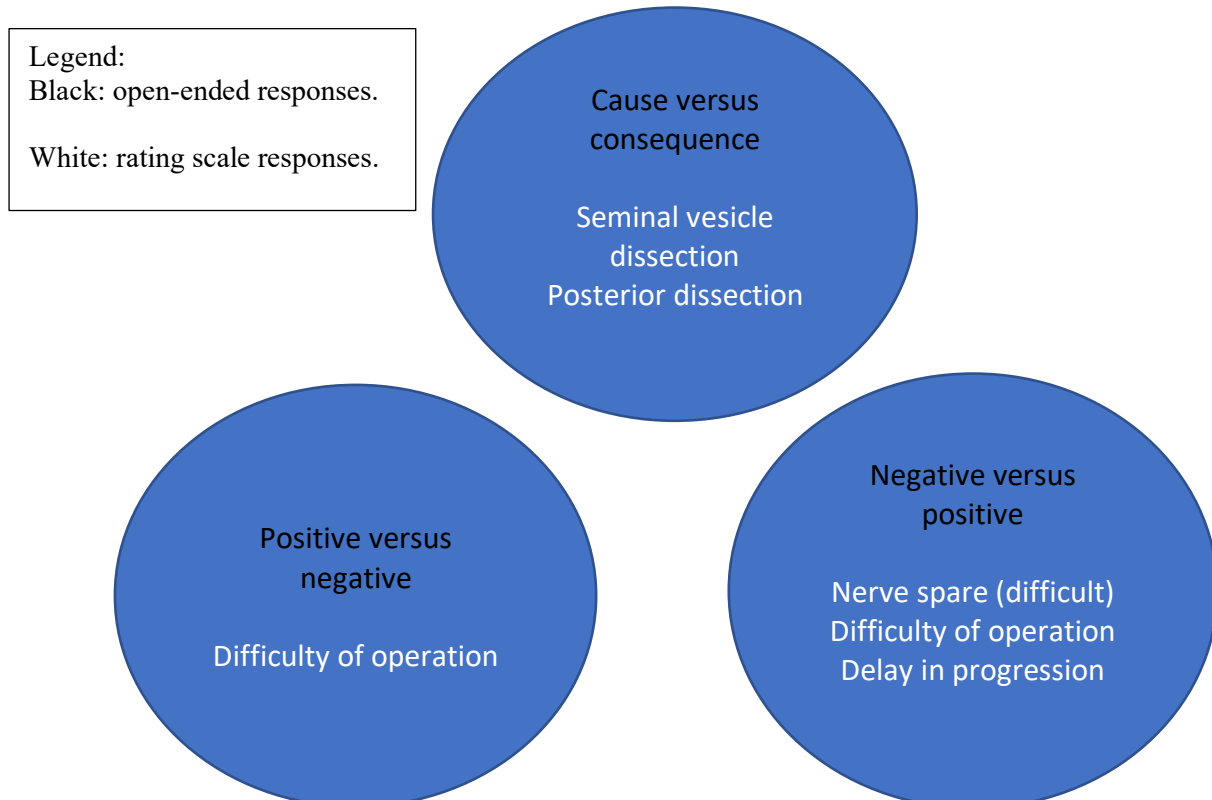 Legend:
Black: open-ended responses.
White: rating scale responses.
Cause versus
consequence
Seminal vesicle
dissection
Posterior dissection
Positive versus
negative
Difficulty of operation
Negative versus
positive
Nerve spare (difficult)
Difficulty of operation
Delay in progression